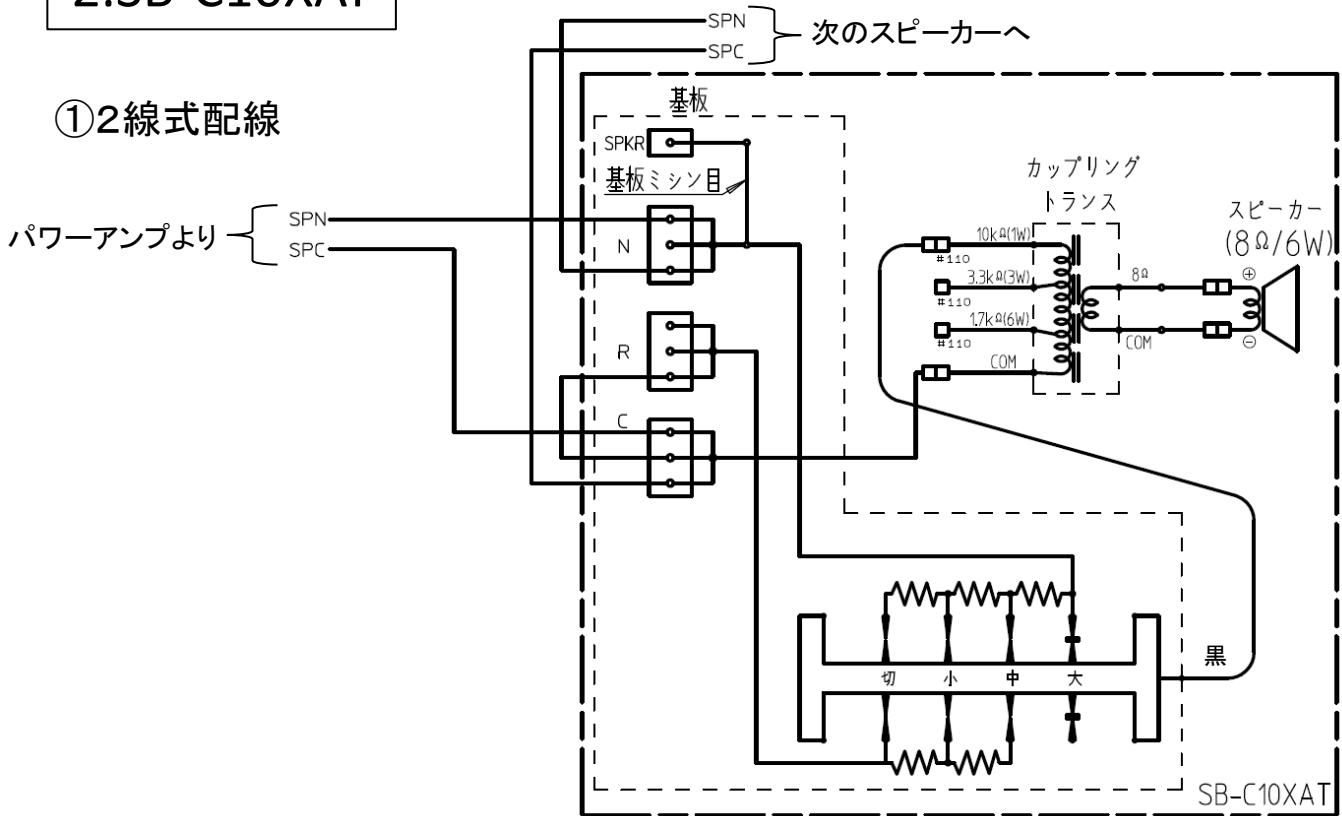 2.SB-C10XAT
SPN
SPC
次のスピーカーへ
①2線式配線
基板
SPKR
基板ミシン目
パワーアンプより
SPN
SPC
N
R
C
カップリング
トランス
スピーカー
(8Ω/6W)
10kΩ(1W)
#110
3.3kΩ(3W)
#110
1.7kΩ(6W)
#110
COM
8Ω
COM
⊕
⊖
切 小 中 大
黒
SB-C10XAT